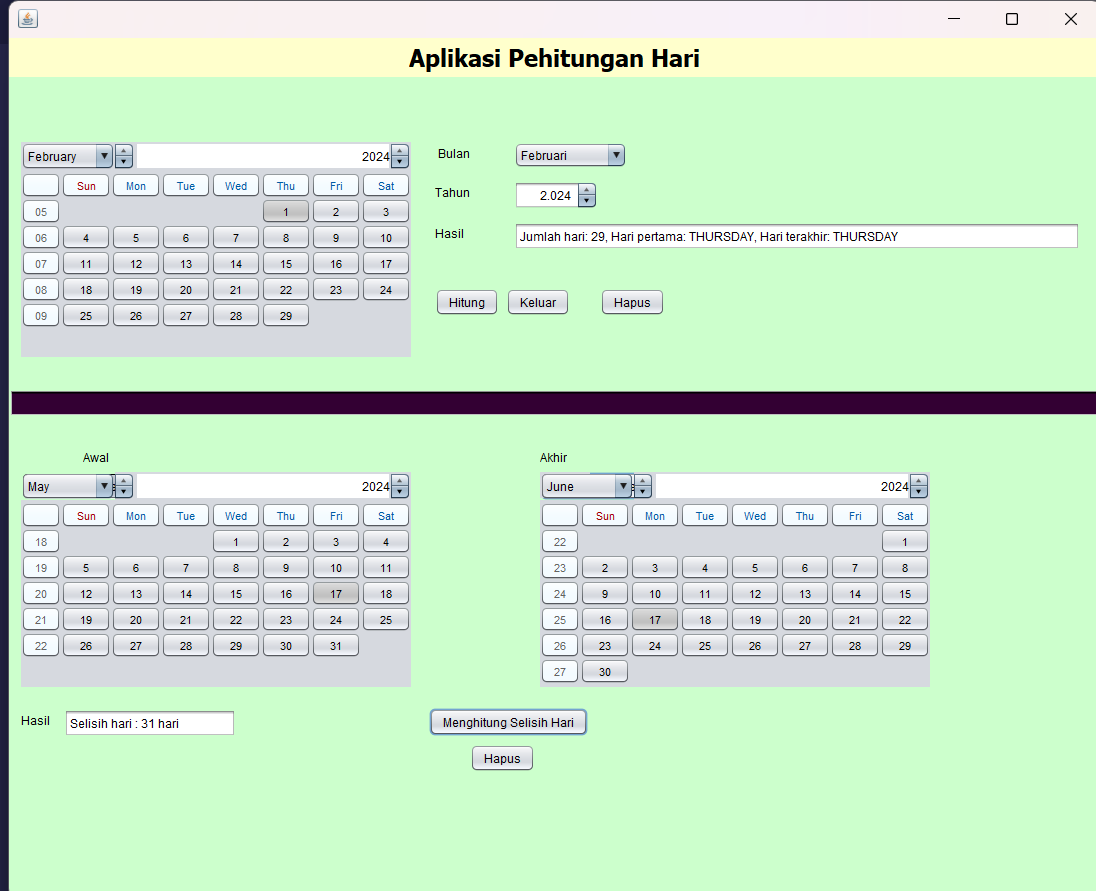 Aplikasi Pehitungan Hari
February 2024
Sun Mon Tue Wed Thu Fri Sat
05 1 2 3
06 4 5 6 7 8 9 10
07 11 12 13 14 15 16 17
08 18 19 20 21 22 23 24
09 25 26 27 28 29
Bulan Februari
Tahun 2.024
Hasil Jumlah hari: 29, Hari pertama: THURSDAY, Hari terakhir: THURSDAY
Hitung Keluar Hapus
Awal
May 2024
Sun Mon Tue Wed Thu Fri Sat
18 1 2 3 4
19 5 6 7 8 9 10 11
20 12 13 14 15 16 17 18
21 19 20 21 22 23 24 25
22 26 27 28 29 30 31
Akhir
June 2024
Sun Mon Tue Wed Thu Fri Sat
22 1
23 2 3 4 5 6 7 8
24 9 10 11 12 13 14 15
25 16 17 18 19 20 21 22
26 23 24 25 26 27 28 29
27 30
Hasil Selisih hari : 31 hari
Menghitung Selisih Hari
Hapus